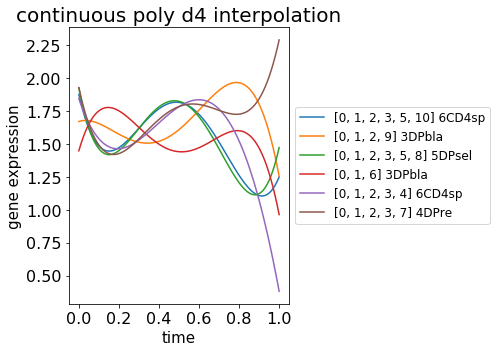 continuous poly d4 interpolation
gene expression
2.25
2.00
1.75
1.50
1.25
1.00
0.75
0.50
0.0 0.2 0.4 0.6 0.8 1.0
time
[0, 1, 2, 3, 5, 10] 6CD4sp
[0, 1, 2, 9] 3DPbla
[0, 1, 2, 3, 5, 8] 5DPsel
[0, 1, 6] 3DPbla
[0, 1, 2, 3, 4] 6CD4sp
[0, 1, 2, 3, 7] 4DPre